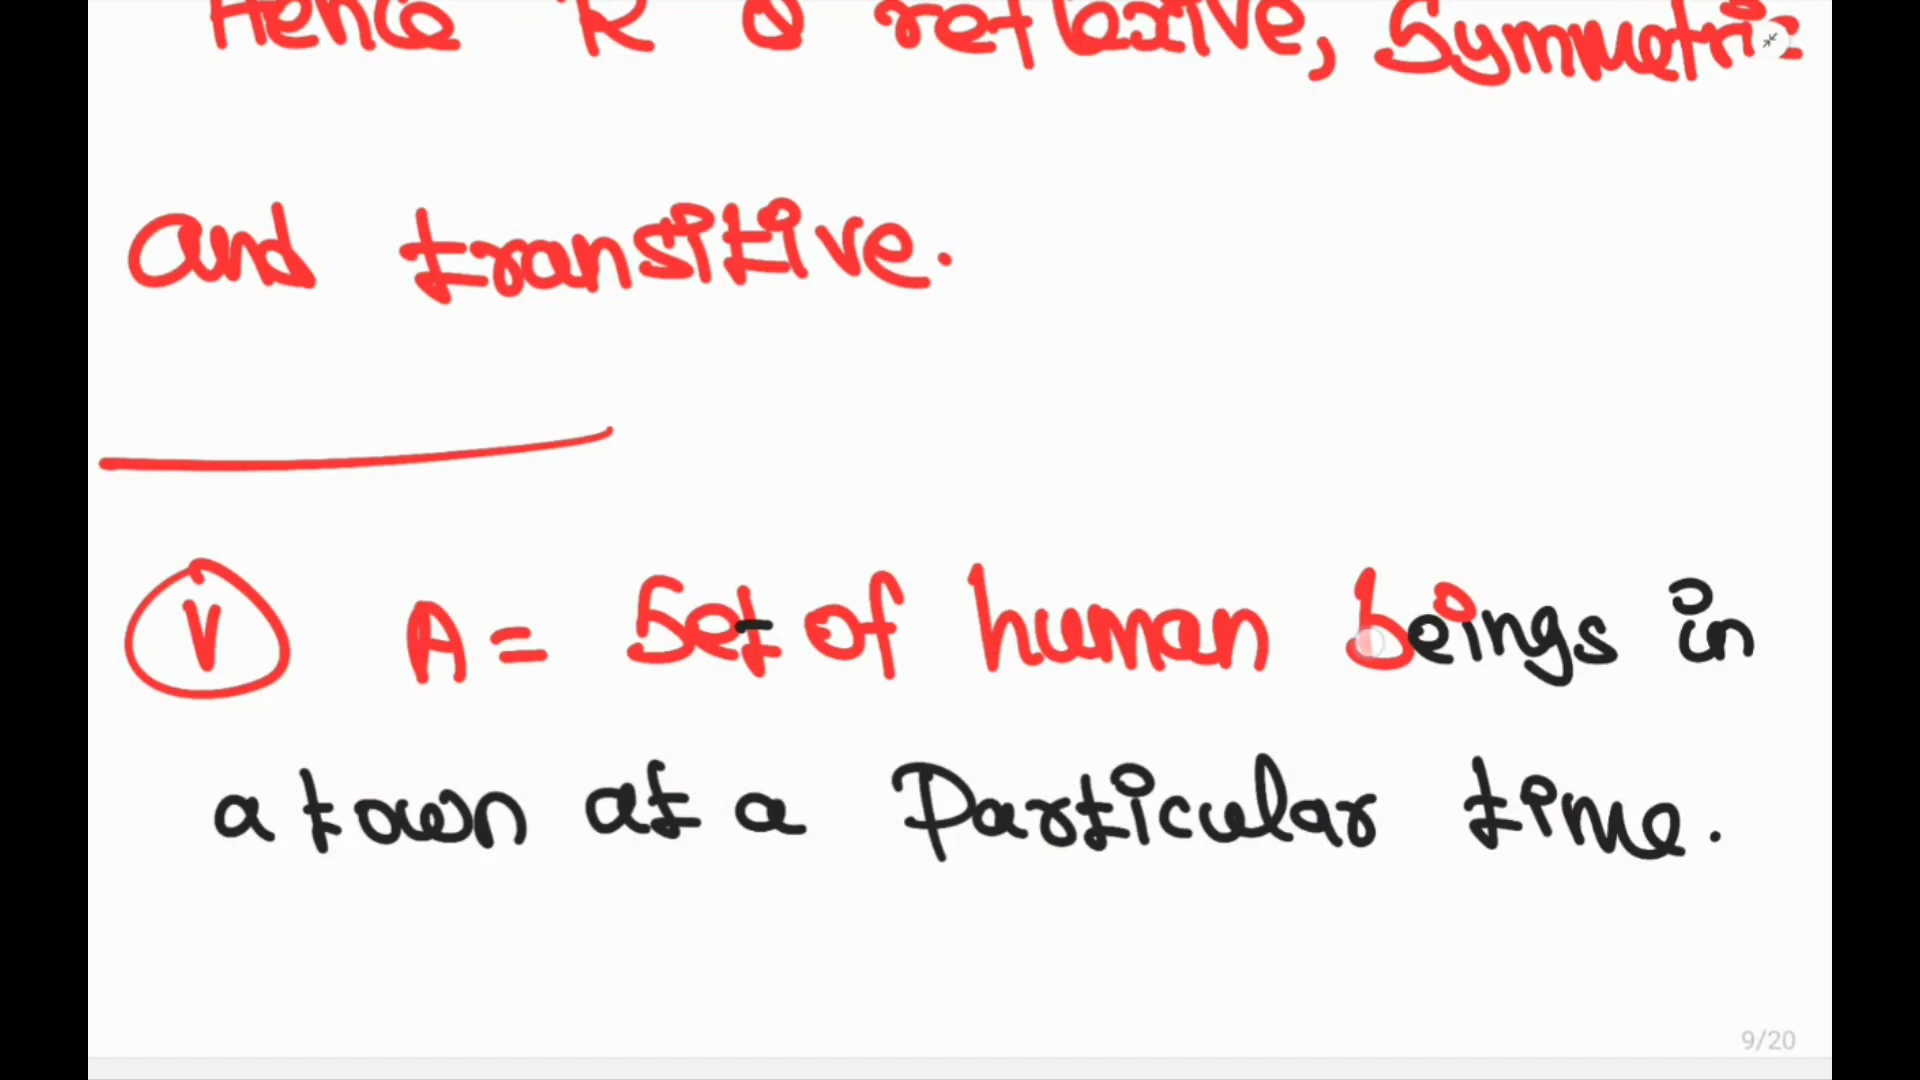 Hence R is reflexive, Symmetric
and transitive.
V A = Set of human beings in
a town at a Particular time.
9/20